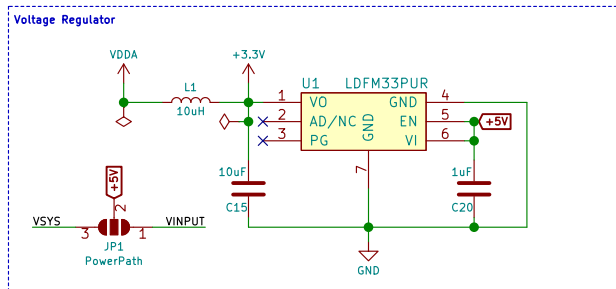 Voltage Regulator
VDDA
+3.3V
L1
10uH
U1 LDFM33PUR
1 VO GND 4
2 AD/NC EN 5 +5V
3 PG GND VI 6
7
10uF
C15
1uF
C20
+5V
2
VSYS VINPUT
3 1
JP1
PowerPath
GND